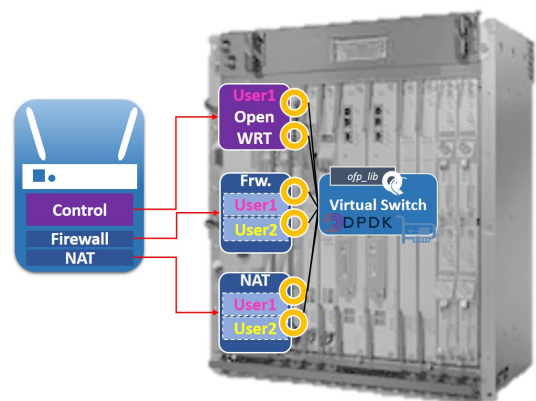 Control
Firewall
NAT
User1
Open
WRT
Frw.
User1
User2
NAT
User1
User2
ofp_lib
Virtual Switch
DPDK